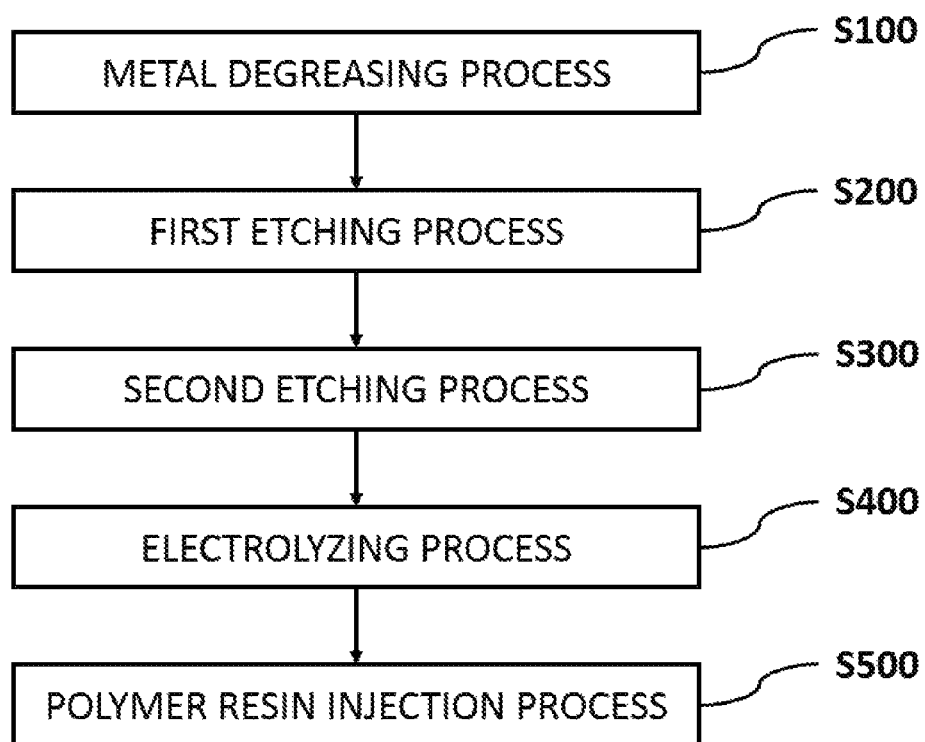 S100
METAL DEGREASING PROCESS
S200
FIRST ETCHING PROCESS
S300
SECOND ETCHING PROCESS
S400
ELECTROLYZING PROCESS
S500
POLYMER RESIN INJECTION PROCESS